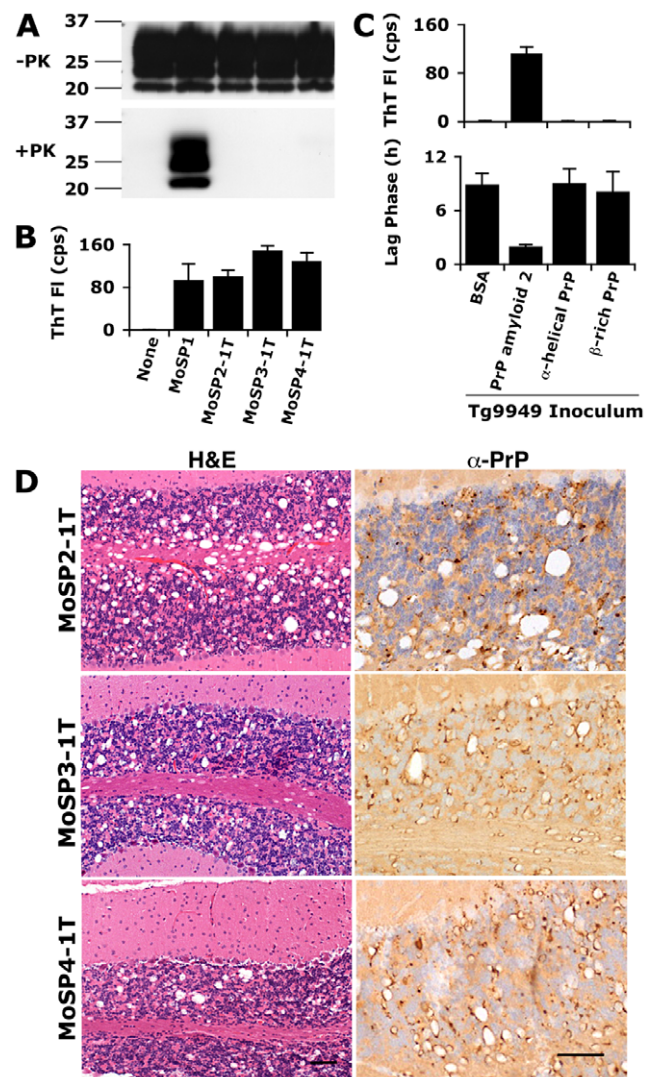 A
37
-PK
25
20
37
+PK
25
20
B
ThT FI (cps)
160
80
0
None
MoSP1
MoSP2-1T
MoSP3-1T
MoSP4-1T
C
ThT FI (cps)
160
80
0
Lag Phase (h)
12
6
0
BSA
PrP amyloid 2
α-helical PrP
β-rich PrP
Tg9949 Inoculum
D
H&E
α-PrP
MoSP2-1T
MoSP3-1T
MoSP4-1T